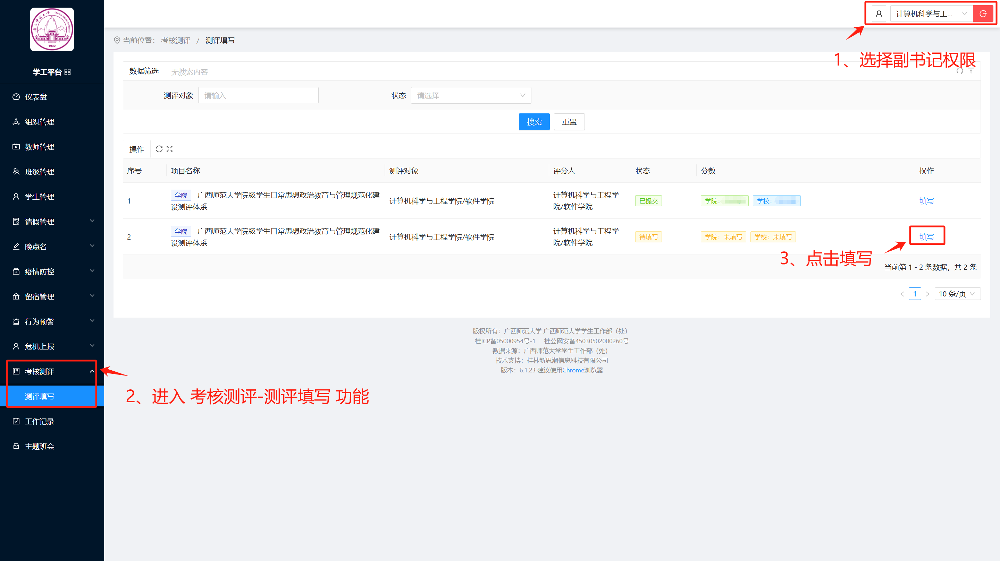 GUANGXI NORMAL UNIVERSITY
1932
学工平台
仪表盘
组织管理
教师管理
班级管理
学生管理
请假管理
晚点名
疫情防控
留宿管理
行为预警
危机上报
考核测评
测评填写
工作记录
主题班会
计算机科学与工...
当前位置： 考核测评 / 测评填写
1、选择副书记权限
数据筛选 无搜索内容
测评对象 请输入 状态 请选择
搜索 重置
操作
序号 项目名称 测评对象 评分人 状态 分数 操作
1 学院 广西师范大学院级学生日常思想政治教育与管理规范化建 计算机科学与工程学院/软件学院 计算机科学与工程学 已提交 学院： 学校： 填写
设测评体系 院/软件学院
2 学院 广西师范大学院级学生日常思想政治教育与管理规范化建 计算机科学与工程学院/软件学院 计算机科学与工程学 待填写 学院：未填写 学校：未填写 填写
设测评体系 院/软件学院
3、点击填写
当前第 1 - 2 条数据，共 2 条
1 10 条/页
版权所有：广西师范大学 广西师范大学学生工作部（处）
桂ICP备05000954号-1 桂公网安备45030502000260号
数据来源：广西师范大学学生工作部（处）
技术支持：桂林新思潮信息科技有限公司
版本：6.1.23 建议使用Chrome浏览器
2、进入 考核测评-测评填写 功能